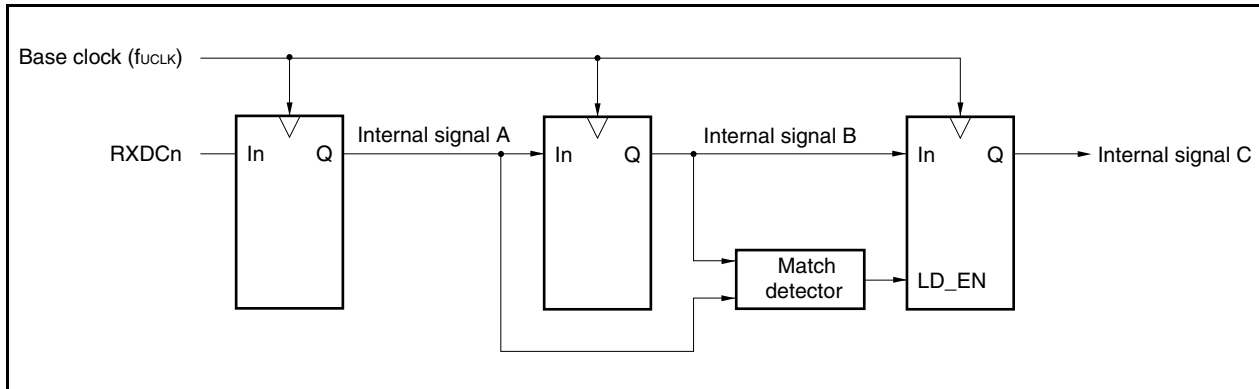 Base clock (fUCLK)
RXDCn
In
Q
Internal signal A
In
Q
Internal signal B
In
Q
Internal signal C
Match
detector
LD_EN